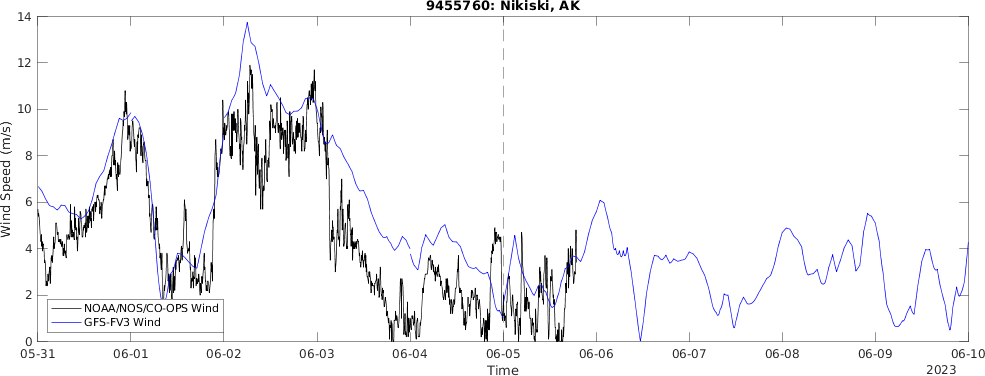 9455760: Nikiski, AK
Wind Speed (m/s)
14
12
10
8
6
4
2
0
NOAA/NOS/CO-OPS Wind
GFS-FV3 Wind
05-31 06-01 06-02 06-03 06-04 06-05 06-06 06-07 06-08 06-09 06-10
Time
2023